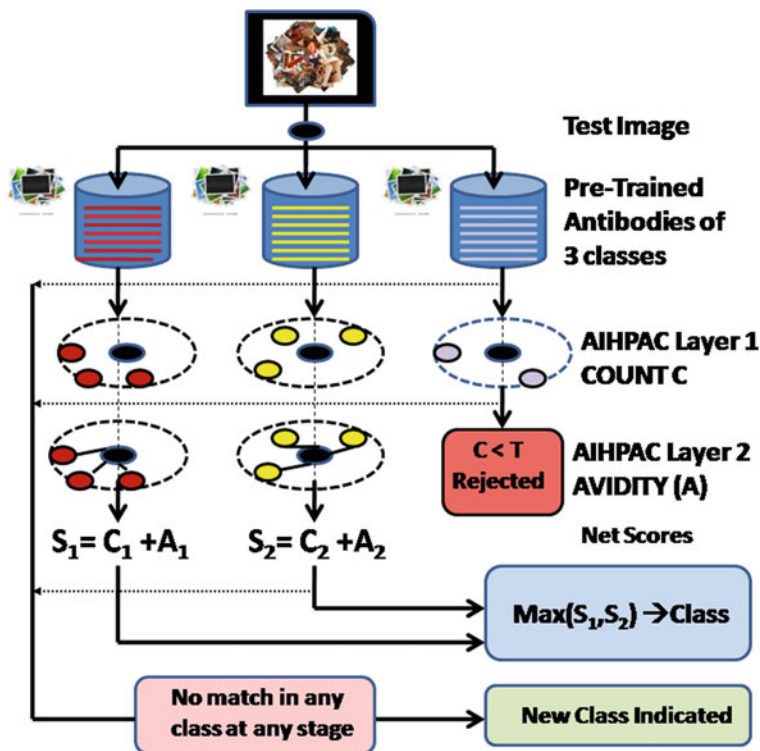 Test Image
Pre-Trained
Antibodies of
3 classes
AIHPAC Layer 1
COUNT C
C < T
Rejected
AIHPAC Layer 2
AVIDITY (A)
S₁= C₁ +A₁
S₂= C₂ +A₂
Net Scores
Max(S₁,S₂) →Class
No match in any
class at any stage
New Class Indicated